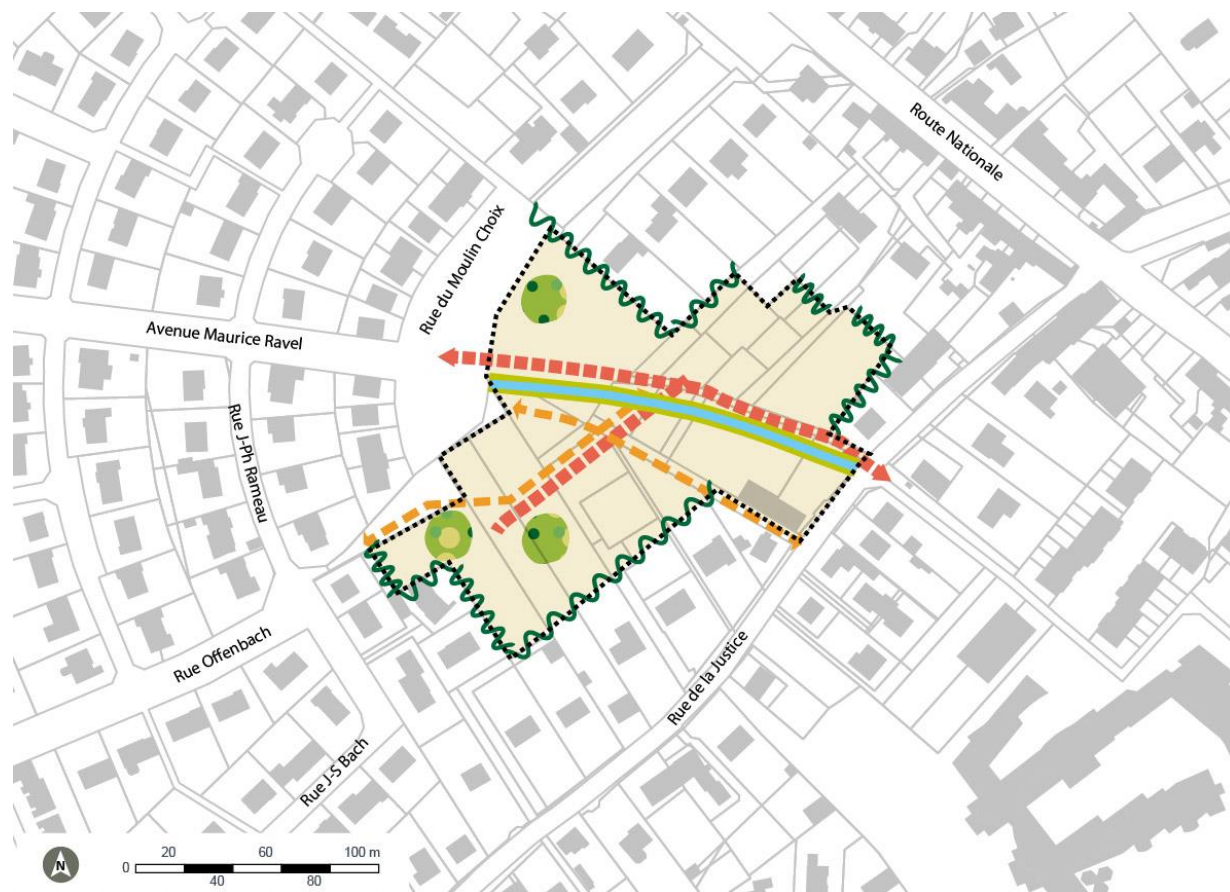 Route Nationale
Rue du Moulin Choix
Avenue Maurice Ravel
Rue J-Ph Rameau
Rue Offenbach
Rue de la Justice
Rue J-S Bach
N
0 20 60 100 m
40 80